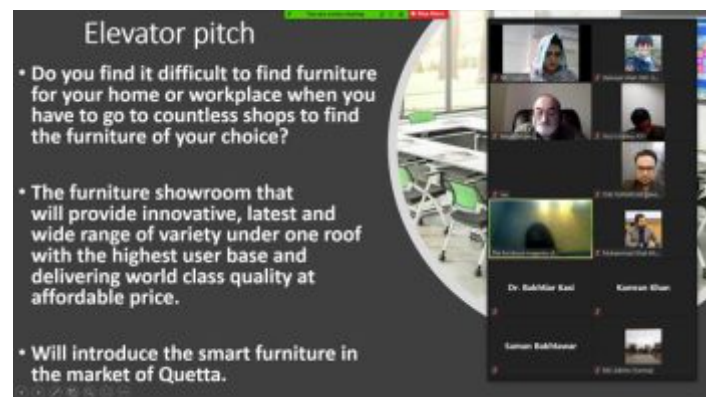 Elevator pitch
• Do you find it difficult to find furniture
for your home or workplace when you
have to go to countless shops to find
the furniture of your choice?
• The furniture showroom that
will provide innovative, latest and
wide range of variety under one roof
with the highest user base and
delivering world class quality at
affordable price.
• Will introduce the smart furniture in
the market of Quetta.
Dr. Bakhtiar Kasi
Kamran Khan
Saman Bakhtawar